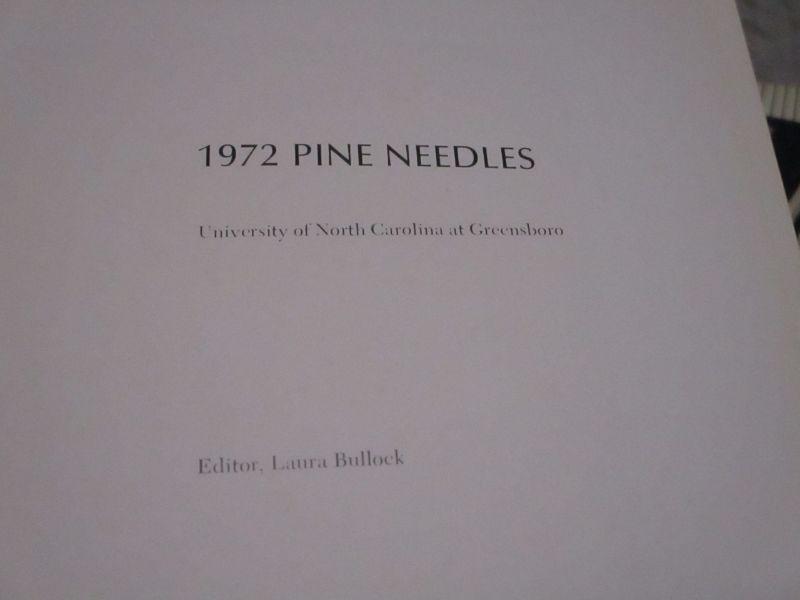 1972 PINE NEEDLES
University of North Carolina at Greensboro
Editor, Laura Bullock